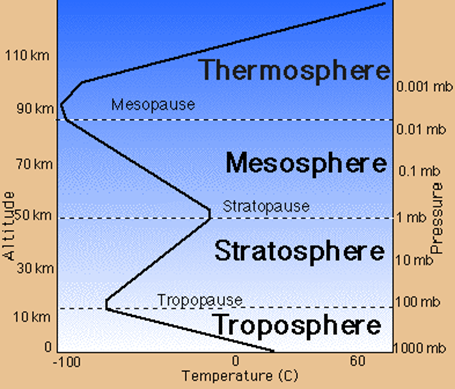 110 km
Thermosphere
0.001 mb
90 km
Mesopause
0.01 mb
70 km
Mesosphere
0.1 mb
Altitude
50 km
Stratopause
1 mb
Pressure
Stratosphere
30 km
10 mb
Tropopause
100 mb
10 km
Troposphere
0
1000 mb
-100
0
60
Temperature (C)